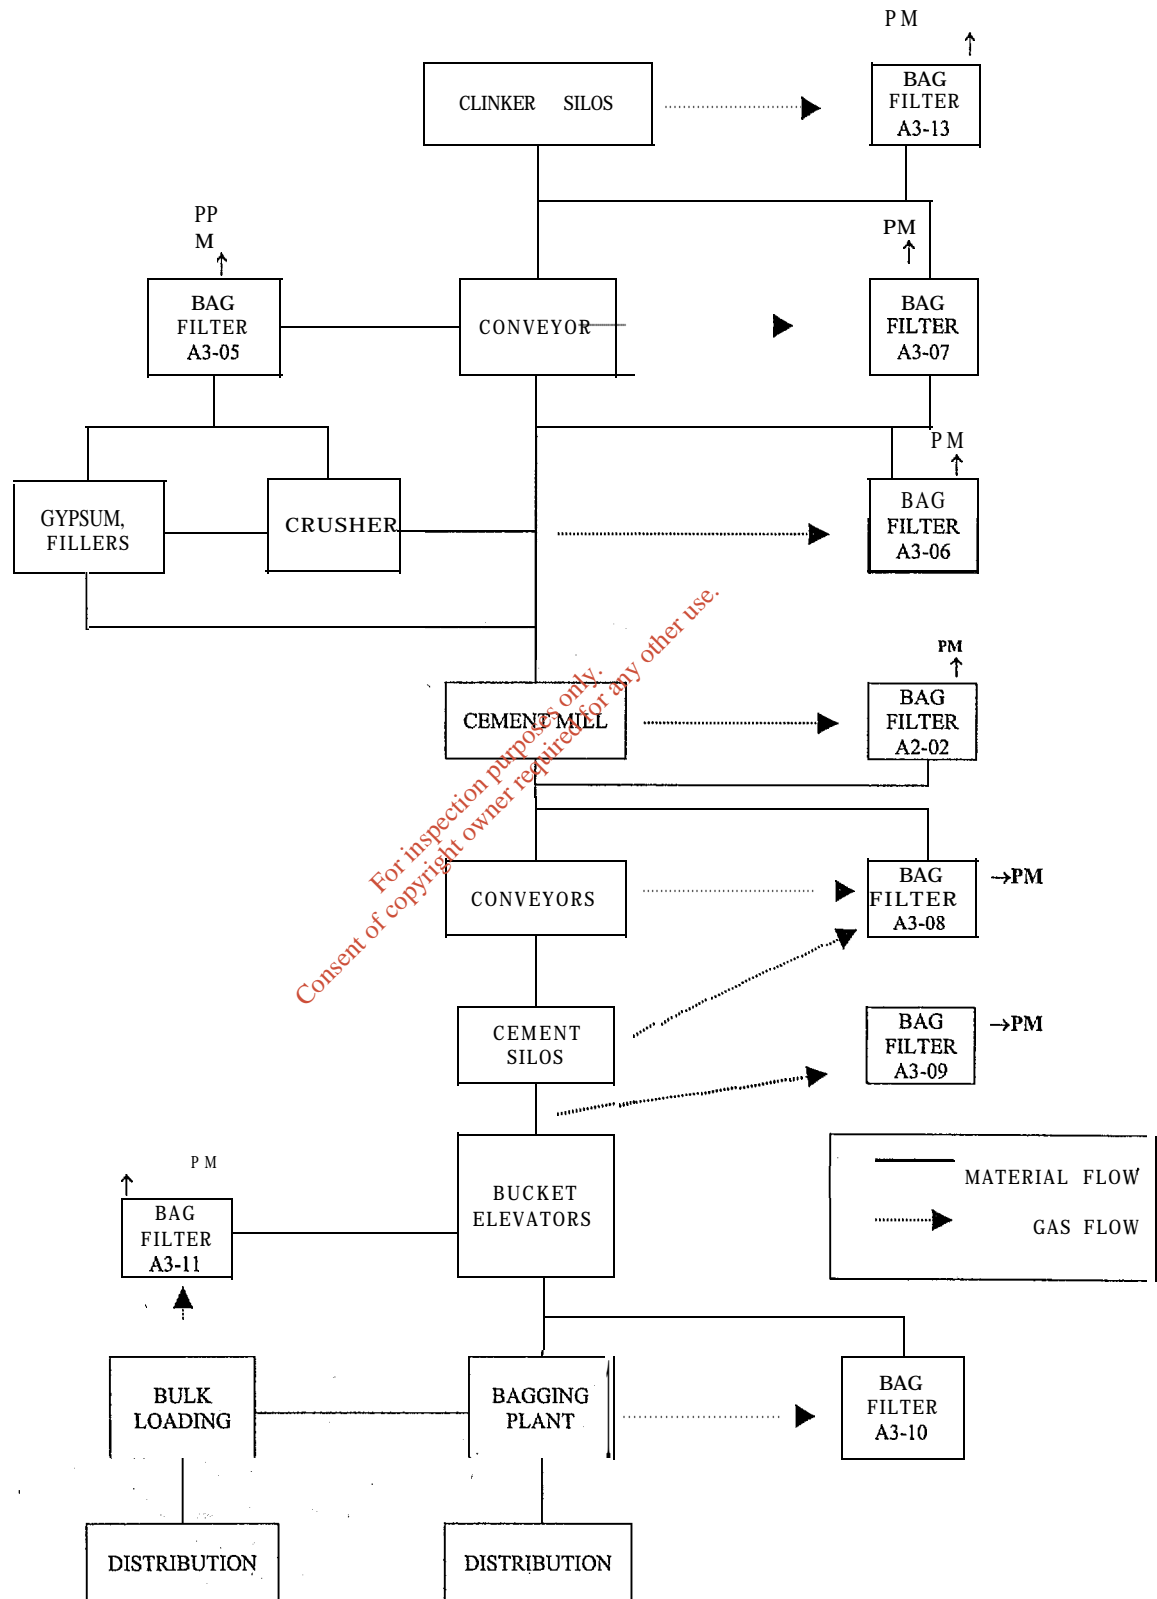 PM
↑
CLINKER SILOS
BAG
FILTER
A3-13
PP
M
↑
PM
↑
BAG
FILTER
A3-05
CONVEYOR
BAG
FILTER
A3-07
PM
↑
GYPSUM,
FILLERS
CRUSHER
BAG
FILTER
A3-06
PM
↑
CEMENT MILL
BAG
FILTER
A2-02
For inspection purposes only.
Consent of copyright owner required for any other use.
CONVEYORS
BAG
FILTER
A3-08
→PM
CEMENT
SILOS
BAG
FILTER
A3-09
→PM
PM
↑
BAG
FILTER
A3-11
BUCKET
ELEVATORS
MATERIAL FLOW
GAS FLOW
BULK
LOADING
BAGGING
PLANT
BAG
FILTER
A3-10
DISTRIBUTION
DISTRIBUTION